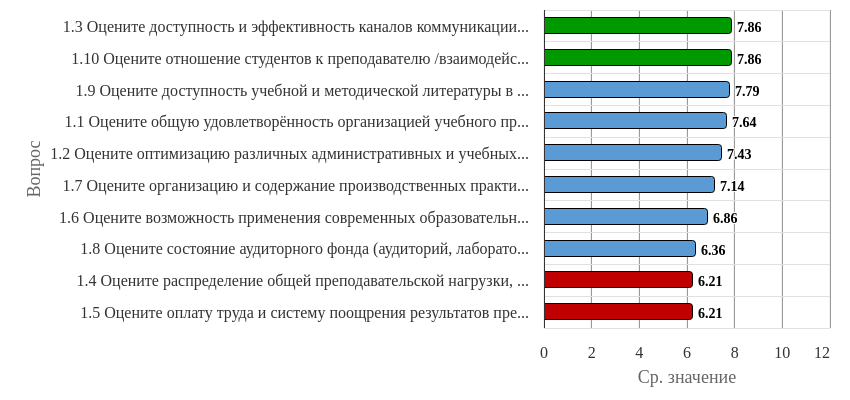 1.3 Оцените доступность и эффективность каналов коммуникации... 7.86
1.10 Оцените отношение студентов к преподавателю /взаимодейс... 7.86
1.9 Оцените доступность учебной и методической литературы в ... 7.79
1.1 Оцените общую удовлетворённость организацией учебного пр... 7.64
1.2 Оцените оптимизацию различных административных и учебных... 7.43
1.7 Оцените организацию и содержание производственных практи... 7.14
1.6 Оцените возможность применения современных образовательн... 6.86
1.8 Оцените состояние аудиторного фонда (аудиторий, лаборато... 6.36
1.4 Оцените распределение общей преподавательской нагрузки, ... 6.21
1.5 Оцените оплату труда и систему поощрения результатов пре... 6.21
Вопрос
0 2 4 6 8 10 12
Ср. значение